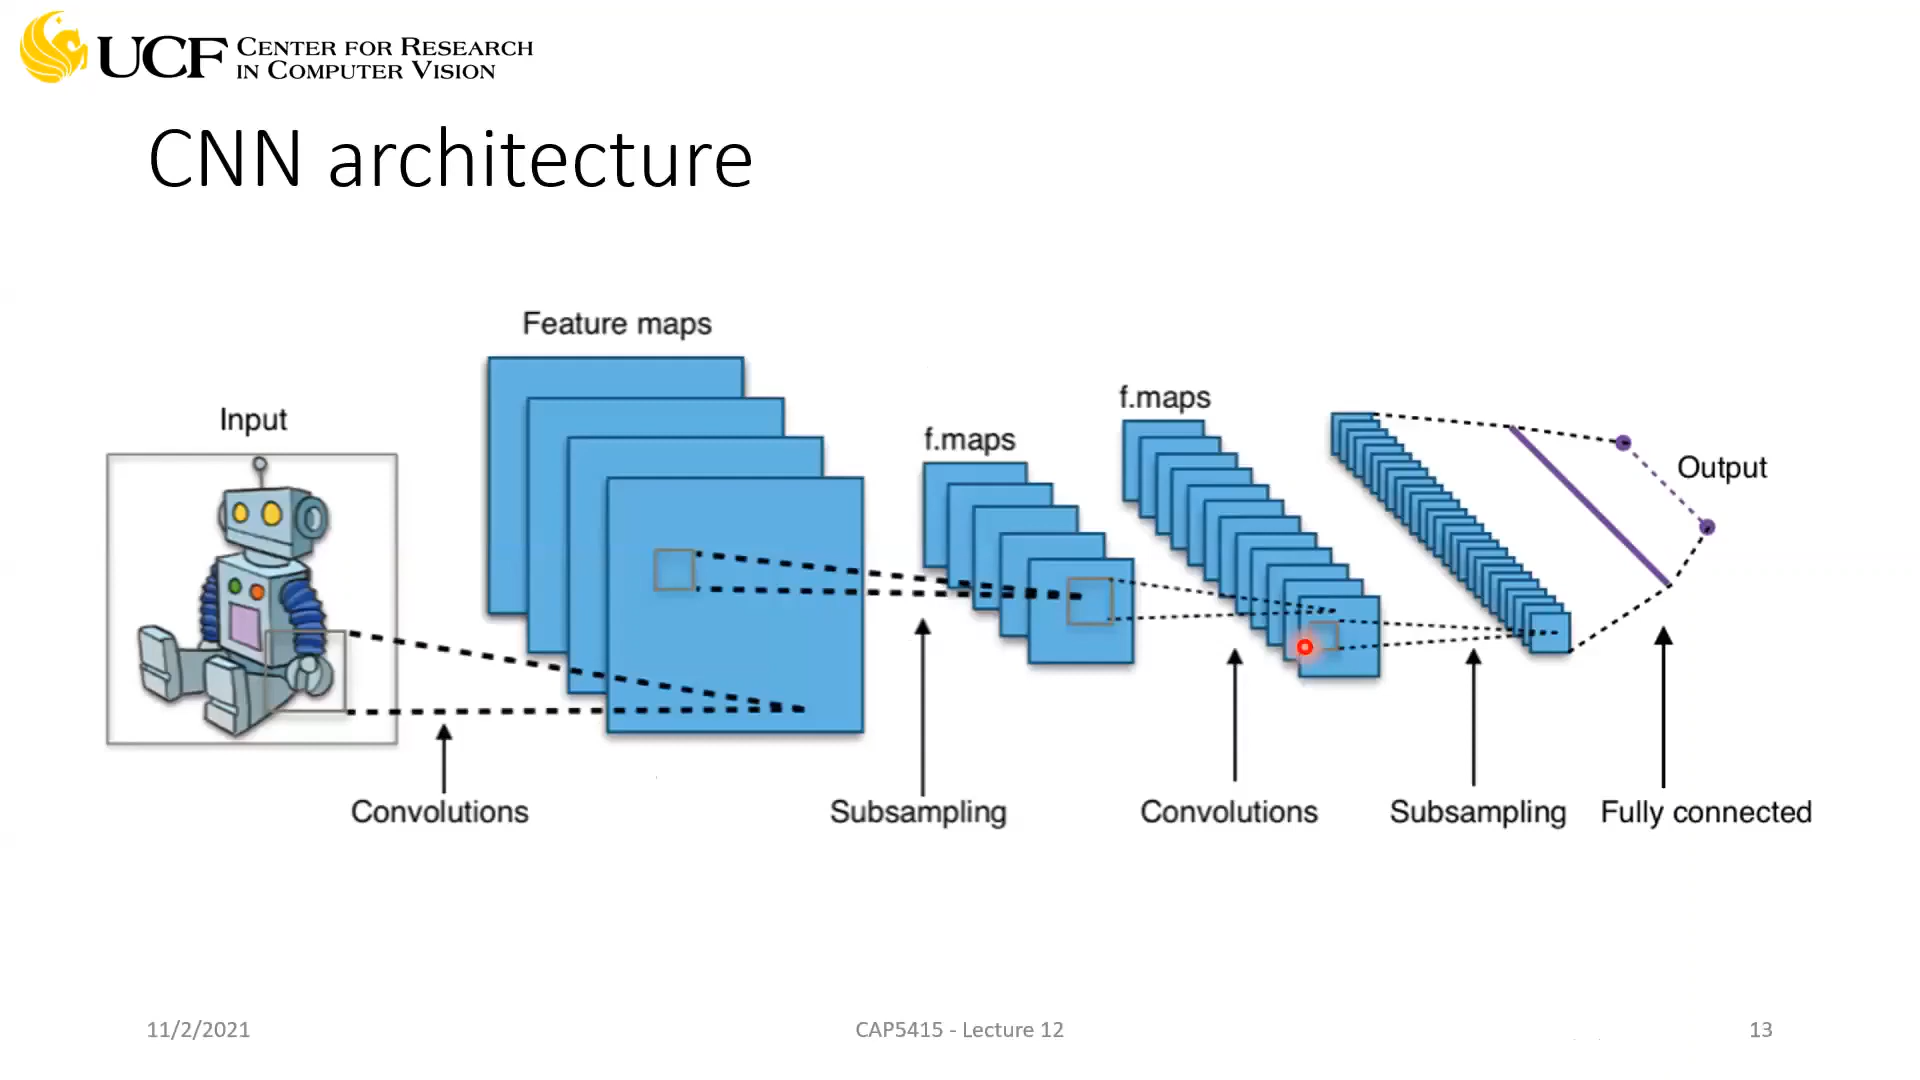 UCF CENTER FOR RESEARCH
IN COMPUTER VISION
CNN architecture
Feature maps
f.maps
Input
f.maps
Output
Convolutions
Subsampling
Convolutions
Subsampling
Fully connected
11/2/2021
CAP5415 - Lecture 12
13